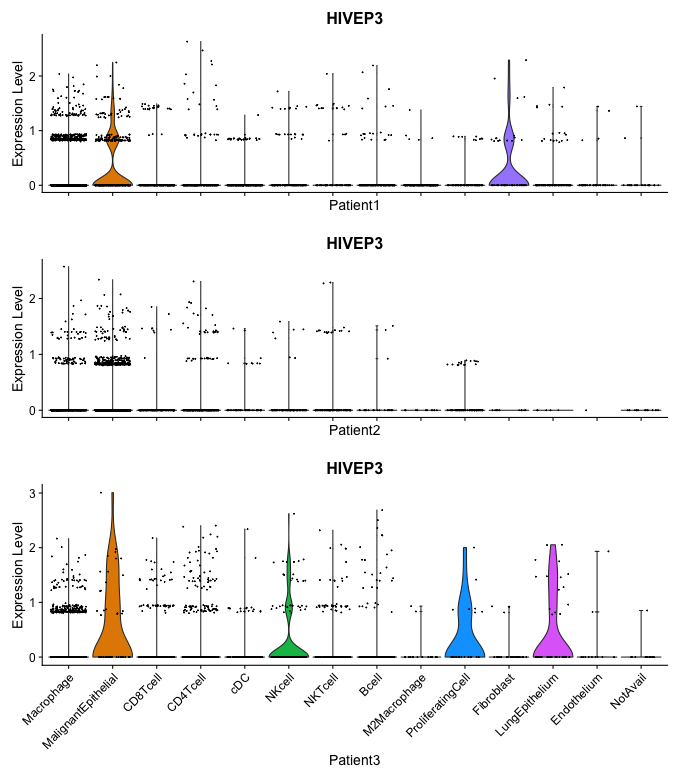 HIVEP3
Expression Level
2
1
0
Patient1
HIVEP3
Expression Level
2
1
0
Patient2
HIVEP3
Expression Level
3
2
1
0
Macrophage
MalignantEpithelial
CD8Tcell
CD4Tcell
cDC
NKcell
NKTcell
Bcell
M2Macrophage
ProliferatingCell
Fibroblast
LungEpithelium
Endothelium
NotAvail
Patient3